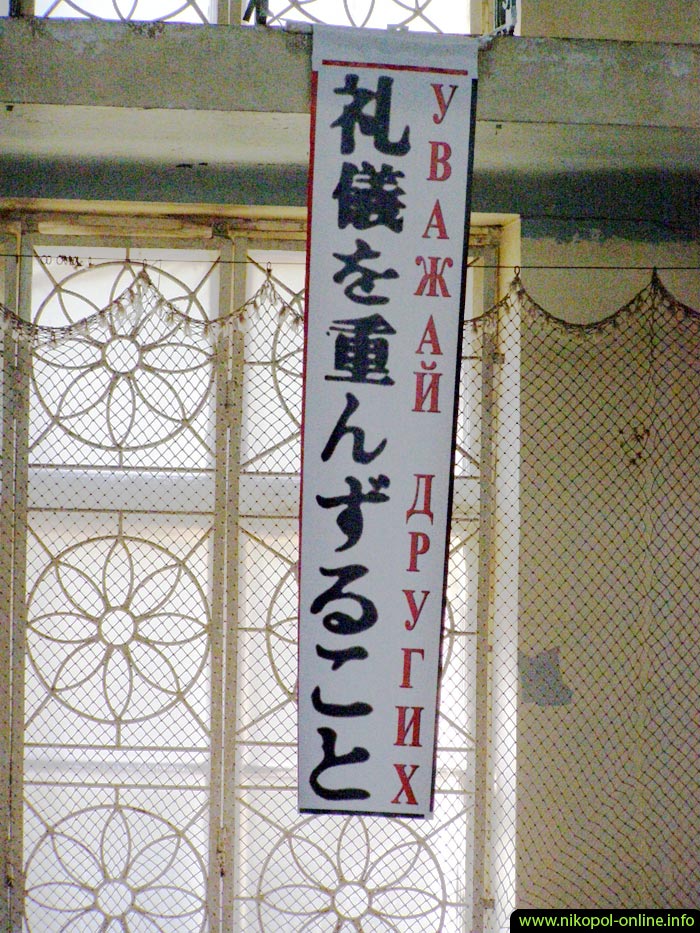 礼儀を重んずること
УВАЖАЙ ДРУГИХ
www.nikopol-online.info